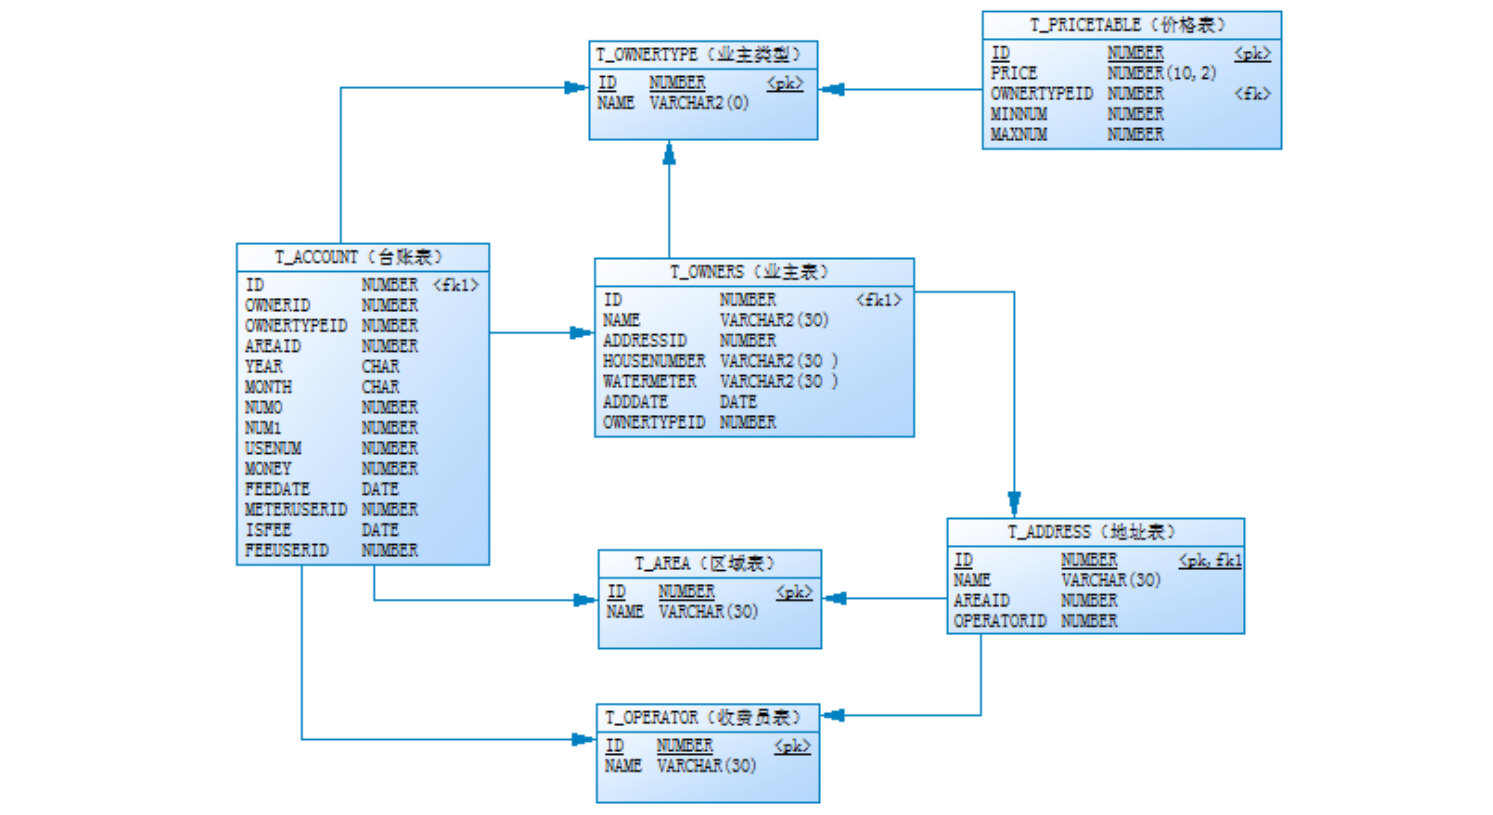 T_PRICETABLE（价格表）
ID NUMBER <pk>
PRICE NUMBER(10,2)
OWNERTYPEID NUMBER <fk>
MINNUM NUMBER
MAXNUM NUMBER
T_OWNERTYPE（业主类型）
ID NUMBER <pk>
NAME VARCHAR2(0)
T_ACCOUNT（台账表）
ID NUMBER <fk1>
OWNERID NUMBER
OWNERTYPEID NUMBER
AREAID NUMBER
YEAR CHAR
MONTH CHAR
NUM0 NUMBER
NUM1 NUMBER
USENUM NUMBER
MONEY NUMBER
FEEDATE DATE
METERUSERID NUMBER
ISFEE DATE
FEEUSERID NUMBER
T_OWNERS（业主表）
ID NUMBER <fk1>
NAME VARCHAR2(30)
ADDRESSID NUMBER
HOUSENUMBER VARCHAR2(30 )
WATERMETER VARCHAR2(30 )
ADDDATE DATE
OWNERTYPEID NUMBER
T_ADDRESS（地址表）
ID NUMBER <pk,fk1
NAME VARCHAR(30)
AREAID NUMBER
OPERATORID NUMBER
T_AREA（区域表）
ID NUMBER <pk>
NAME VARCHAR(30)
T_OPERATOR（收费员表）
ID NUMBER <pk>
NAME VARCHAR(30)